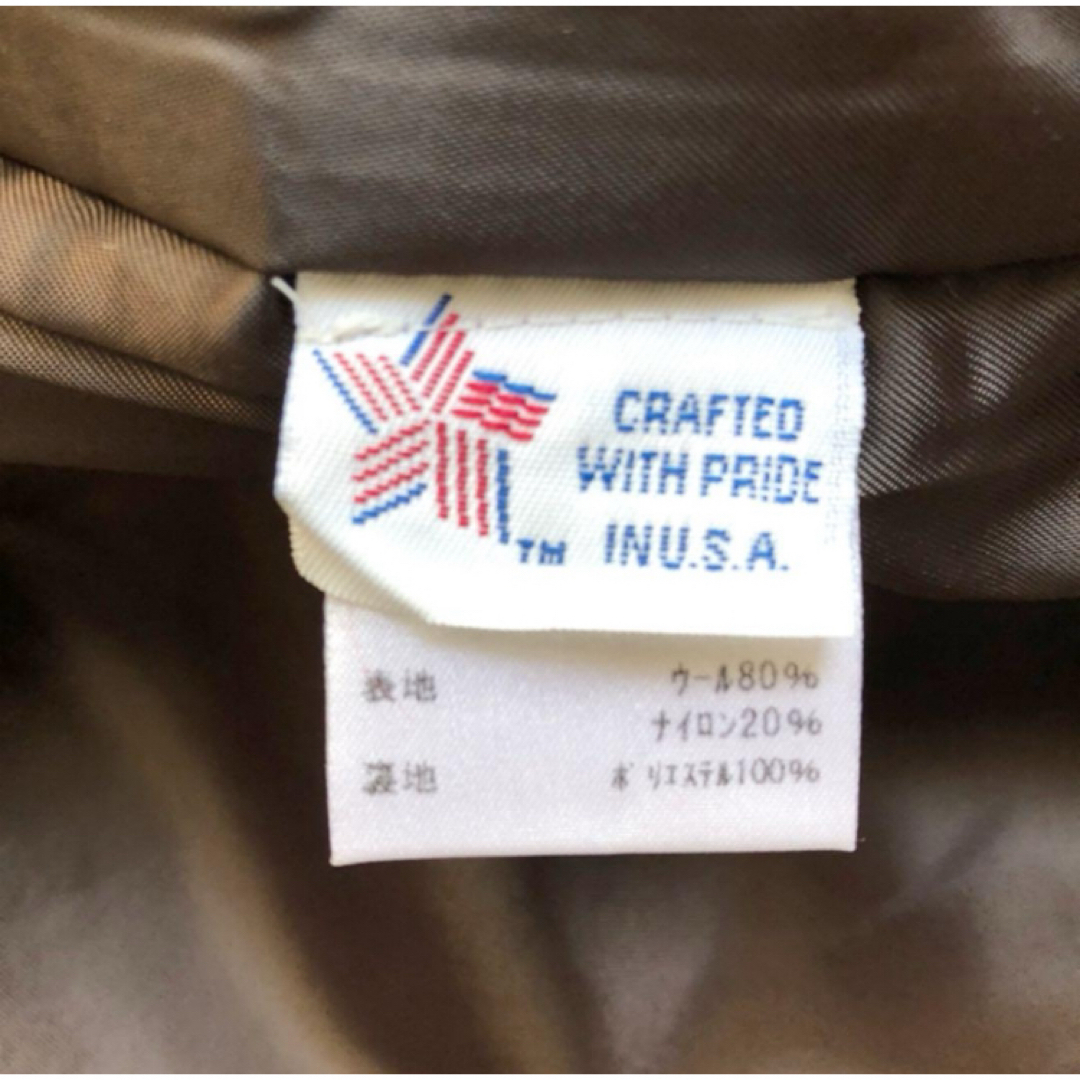 CRAFTED
WITH PRIDE
IN U.S.A.
TM
表地 ウール80%
ナイロン20%
裏地 ポリエステル100%